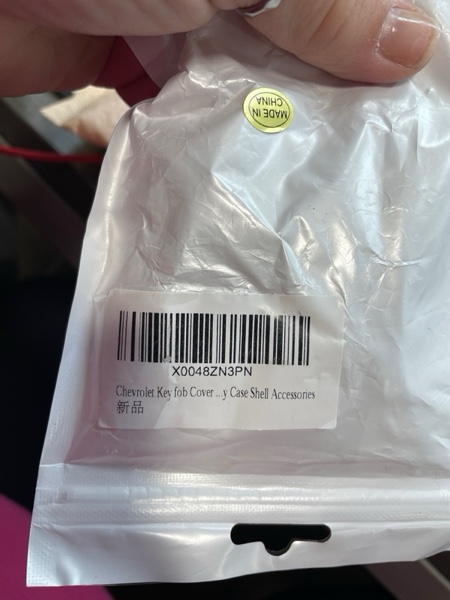 MADE IN
CHINA
X0048ZN3PN
Chevrolet Key fob Cover ...y Case Shell Accessories
新品